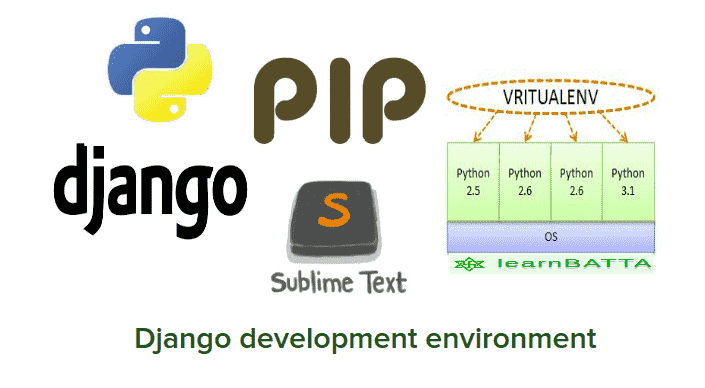 django
PIP
S
Sublime Text
VRITUALENV
Python 2.5
Python 2.6
Python 2.6
Python 3.1
OS
learnBATTA
Django development environment